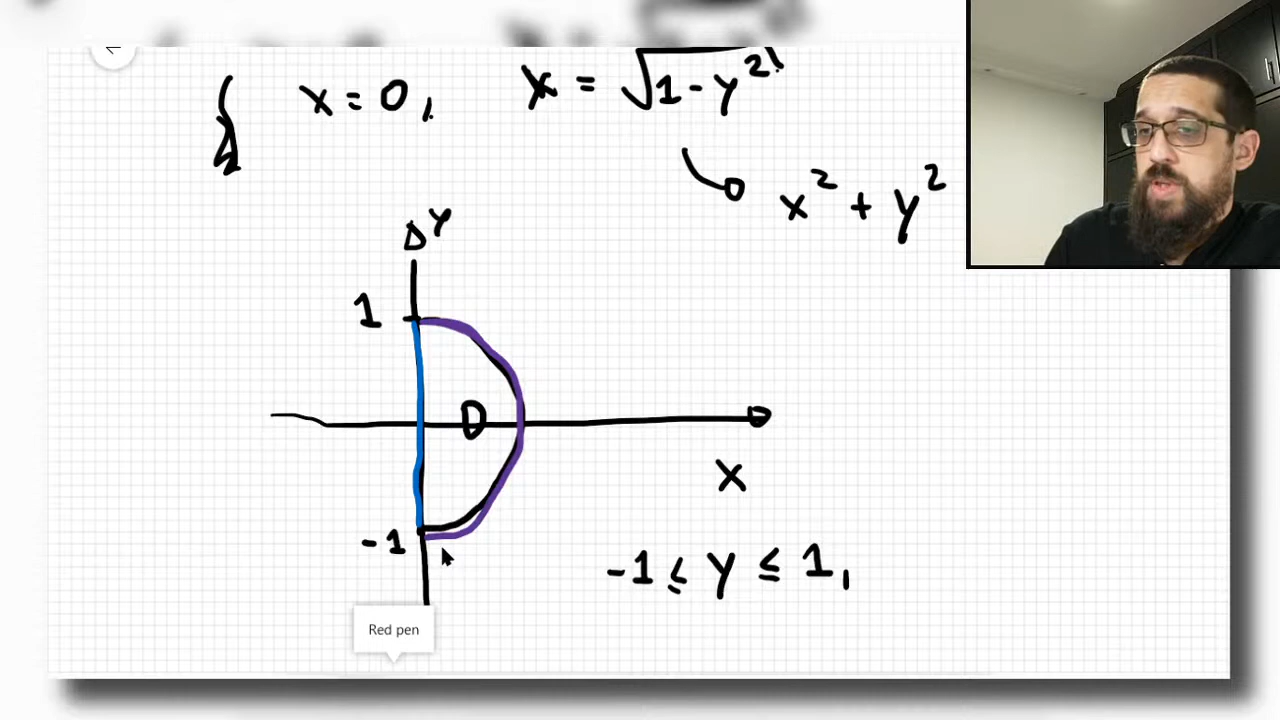 x = 0, x = √1 - y²
x² + y²
Y
1
D
X
-1
-1 ≤ y ≤ 1,
Red pen